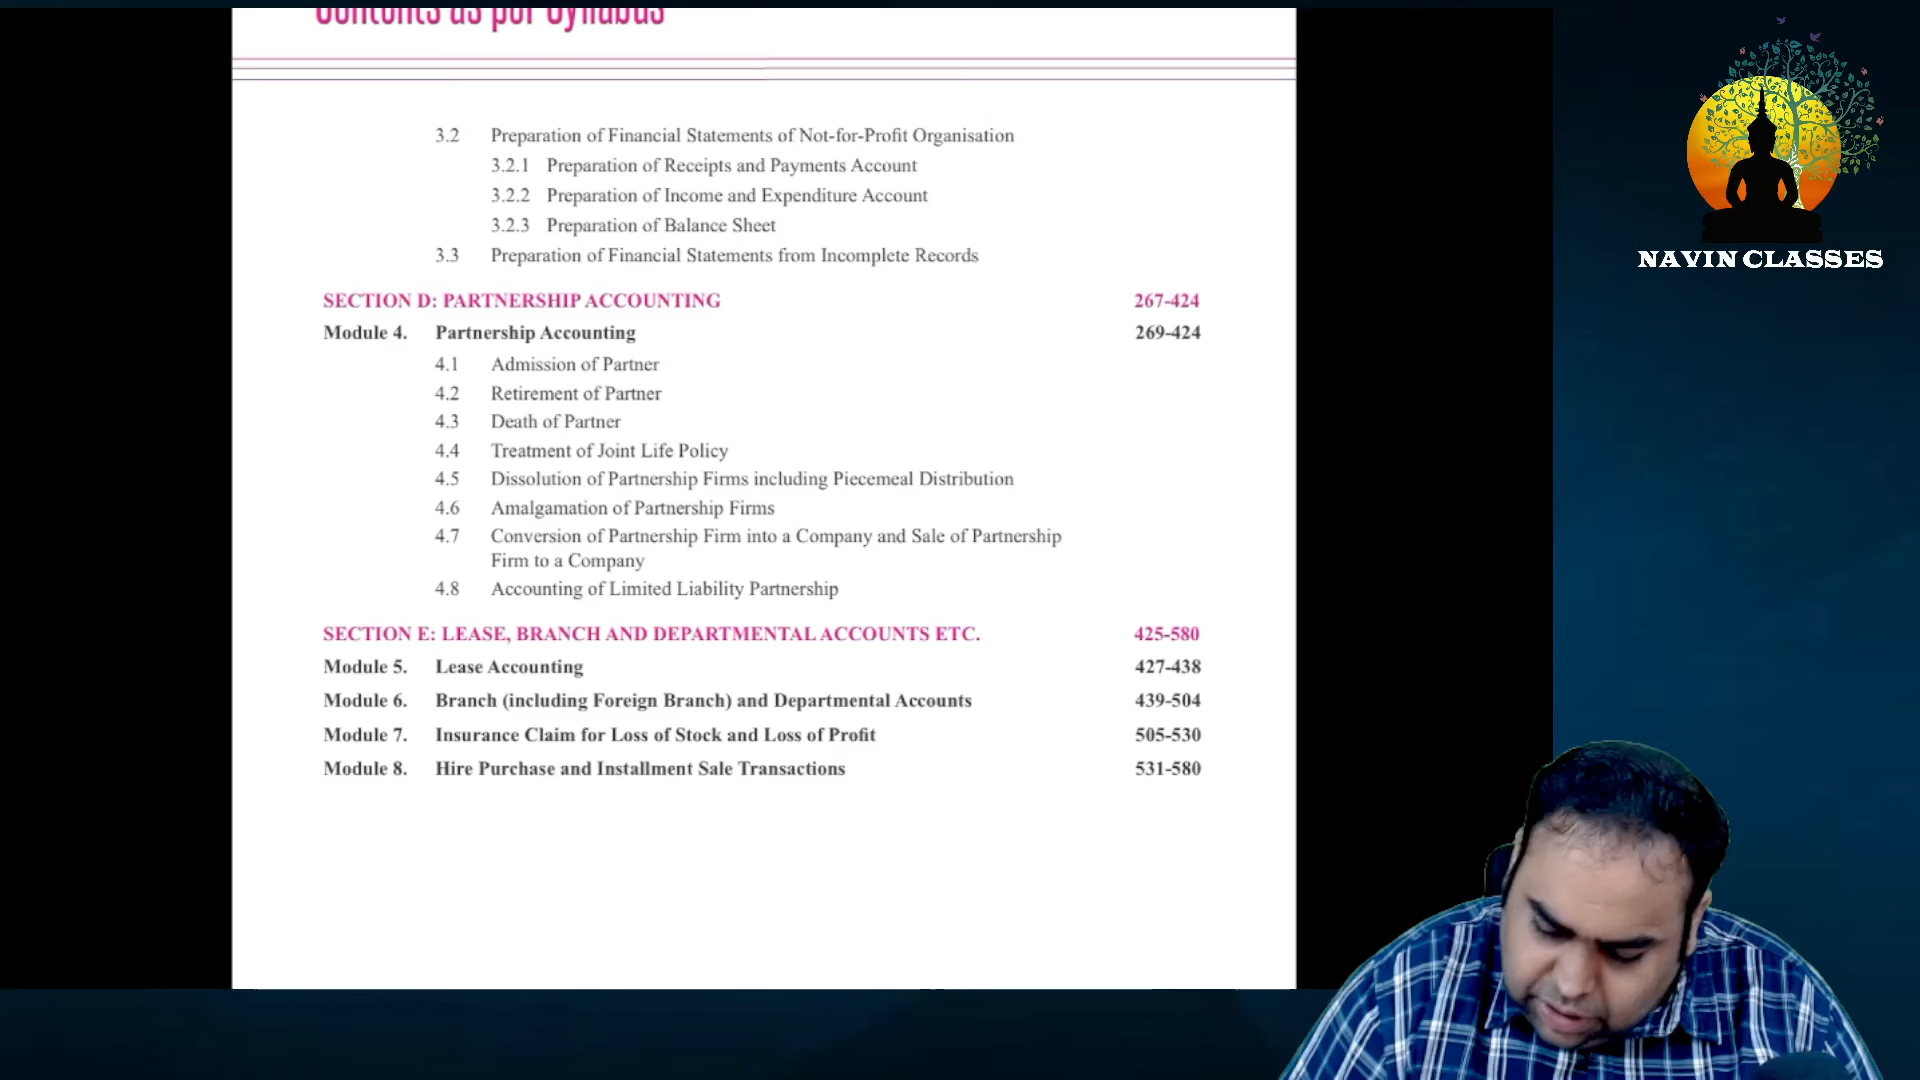 Contents as per Syllabus
3.2 Preparation of Financial Statements of Not-for-Profit Organisation
3.2.1 Preparation of Receipts and Payments Account
3.2.2 Preparation of Income and Expenditure Account
3.2.3 Preparation of Balance Sheet
3.3 Preparation of Financial Statements from Incomplete Records
SECTION D: PARTNERSHIP ACCOUNTING 267-424
Module 4. Partnership Accounting 269-424
4.1 Admission of Partner
4.2 Retirement of Partner
4.3 Death of Partner
4.4 Treatment of Joint Life Policy
4.5 Dissolution of Partnership Firms including Piecemeal Distribution
4.6 Amalgamation of Partnership Firms
4.7 Conversion of Partnership Firm into a Company and Sale of Partnership
Firm to a Company
4.8 Accounting of Limited Liability Partnership
SECTION E: LEASE, BRANCH AND DEPARTMENTAL ACCOUNTS ETC. 425-580
Module 5. Lease Accounting 427-438
Module 6. Branch (including Foreign Branch) and Departmental Accounts 439-504
Module 7. Insurance Claim for Loss of Stock and Loss of Profit 505-530
Module 8. Hire Purchase and Installment Sale Transactions 531-580
NAVIN CLASSES